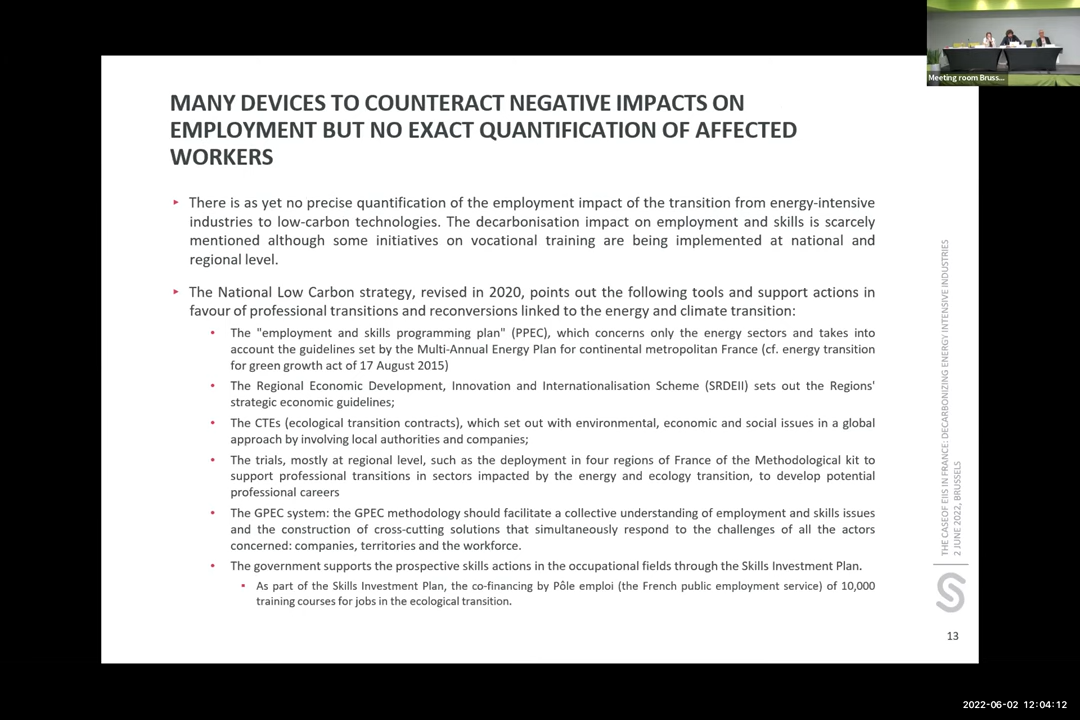 Meeting room Bruss...
MANY DEVICES TO COUNTERACT NEGATIVE IMPACTS ON
EMPLOYMENT BUT NO EXACT QUANTIFICATION OF AFFECTED
WORKERS
There is as yet no precise quantification of the employment impact of the transition from energy-intensive
industries to low-carbon technologies. The decarbonisation impact on employment and skills is scarcely
mentioned although some initiatives on vocational training are being implemented at national and
regional level.
The National Low Carbon strategy, revised in 2020, points out the following tools and support actions in
favour of professional transitions and reconversions linked to the energy and climate transition:
The "employment and skills programming plan" (PPEC), which concerns only the energy sectors and takes into
account the guidelines set by the Multi-Annual Energy Plan for continental metropolitan France (cf. energy transition
for green growth act of 17 August 2015)
The Regional Economic Development, Innovation and Internationalisation Scheme (SRDEII) sets out the Regions'
strategic economic guidelines;
The CTEs (ecological transition contracts), which set out with environmental, economic and social issues in a global
approach by involving local authorities and companies;
The trials, mostly at regional level, such as the deployment in four regions of France of the Methodological kit to
support professional transitions in sectors impacted by the energy and ecology transition, to develop potential
professional careers
The GPEC system: the GPEC methodology should facilitate a collective understanding of employment and skills issues
and the construction of cross-cutting solutions that simultaneously respond to the challenges of all the actors
concerned: companies, territories and the workforce.
The government supports the prospective skills actions in the occupational fields through the Skills Investment Plan.
As part of the Skills Investment Plan, the co-financing by Pôle emploi (the French public employment service) of 10,000
training courses for jobs in the ecological transition.
THE CASEOF EIIS IN FRANCE: DECARBONIZING ENERGY INTENSIVE INDUSTRIES
2 JUNE 2022, BRUSSELS
13
2022-06-02 12:04:12